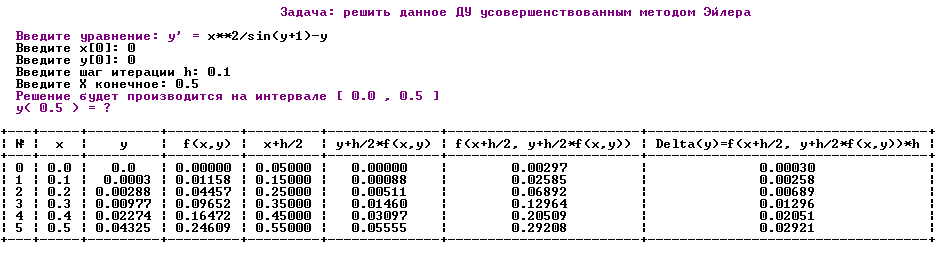 Задача: решить данное ДУ усовершенствованным методом Эйлера
Введите уравнение: y' = x**2/sin(y+1)-y
Введите x[0]: 0
Введите y[0]: 0
Введите шаг итерации h: 0.1
Введите X конечное: 0.5
Решение будет производится на интервале [ 0.0 , 0.5 ]
y( 0.5 ) = ?
№ x y f(x,y) x+h/2 y+h/2*f(x,y) f(x+h/2, y+h/2*f(x,y)) Delta(y)=f(x+h/2, y+h/2*f(x,y))*h
0 0.0 0.0 0.00000 0.05000 0.00000 0.00297 0.00030
1 0.1 0.0003 0.01158 0.15000 0.00088 0.02585 0.00258
2 0.2 0.00288 0.04457 0.25000 0.00511 0.06892 0.00689
3 0.3 0.00977 0.09652 0.35000 0.01460 0.12964 0.01296
4 0.4 0.02274 0.16472 0.45000 0.03097 0.20509 0.02051
5 0.5 0.04325 0.24609 0.55000 0.05555 0.29208 0.02921